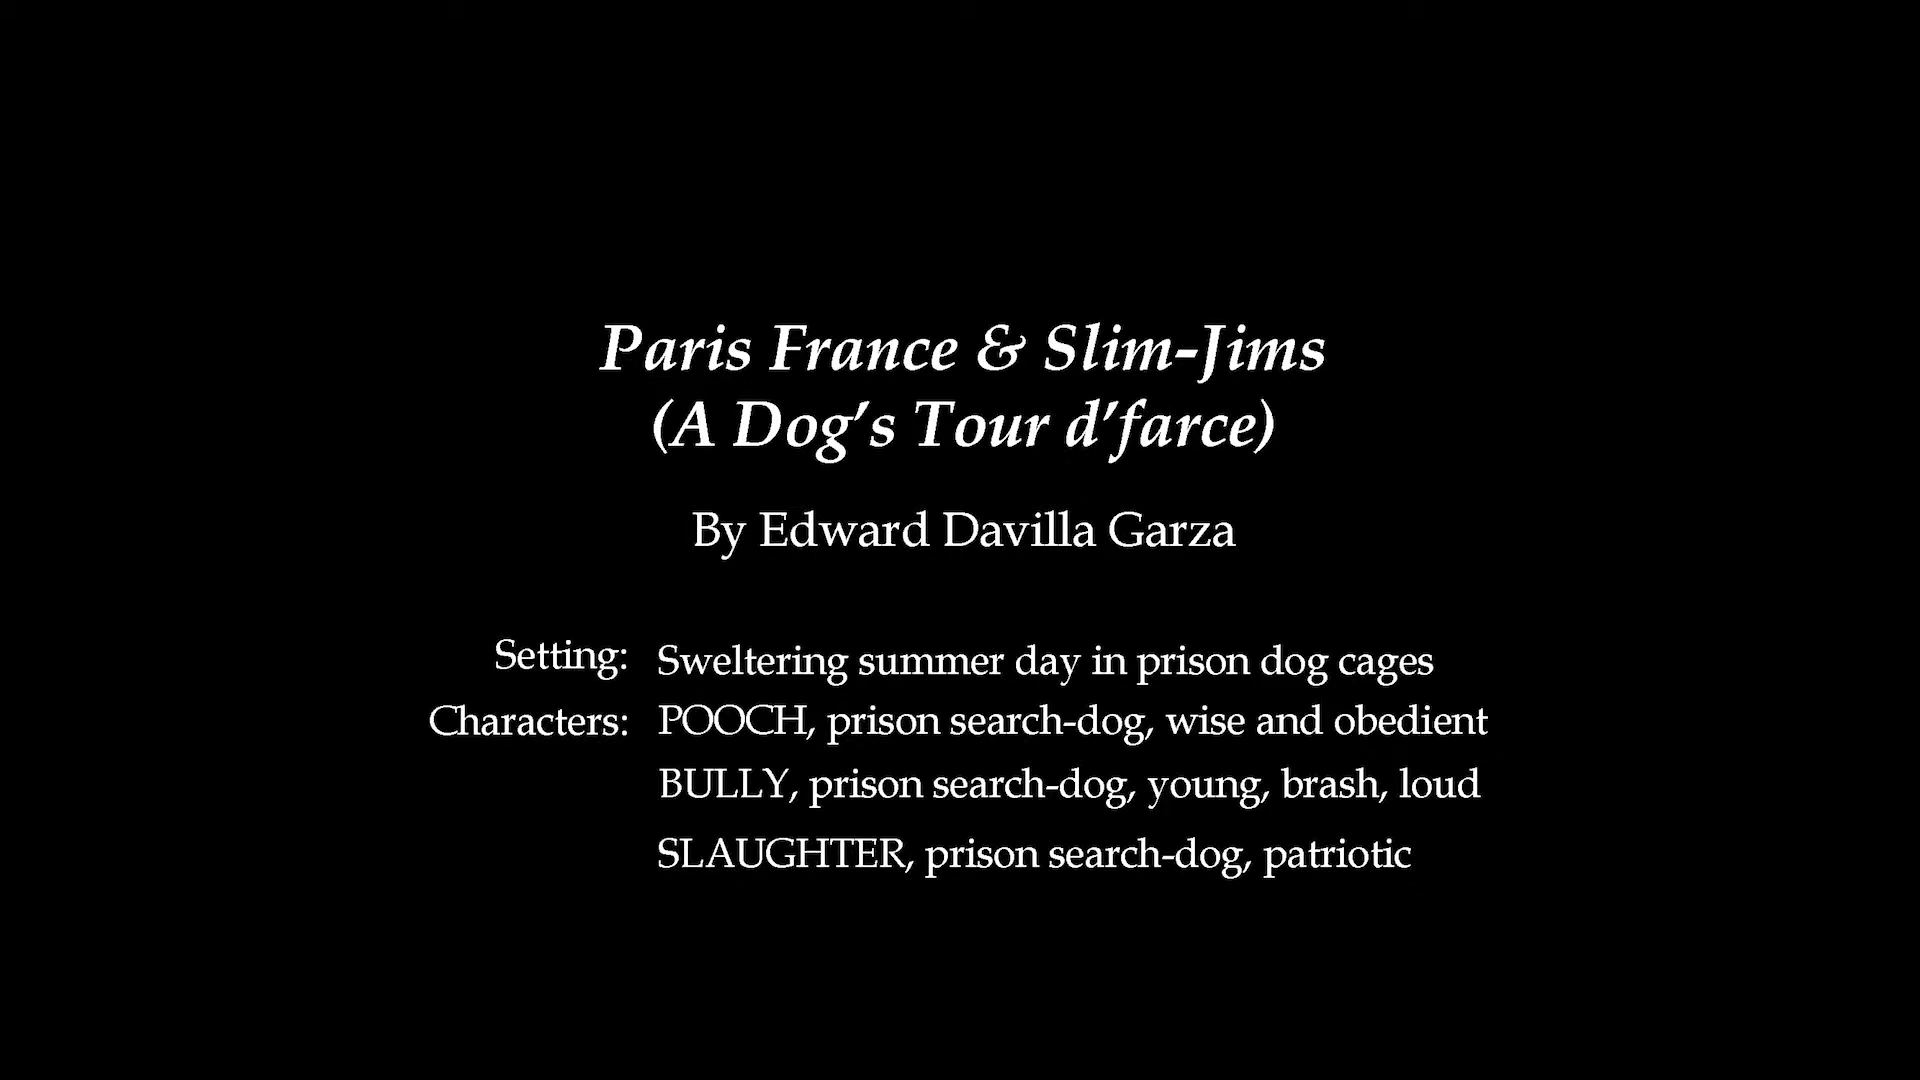 Paris France & Slim-Jims
(A Dog’s Tour d’farce)
By Edward Davilla Garza
Setting: Sweltering summer day in prison dog cages
Characters: POOCH, prison search-dog, wise and obedient
BULLY, prison search-dog, young, brash, loud
SLAUGHTER, prison search-dog, patriotic